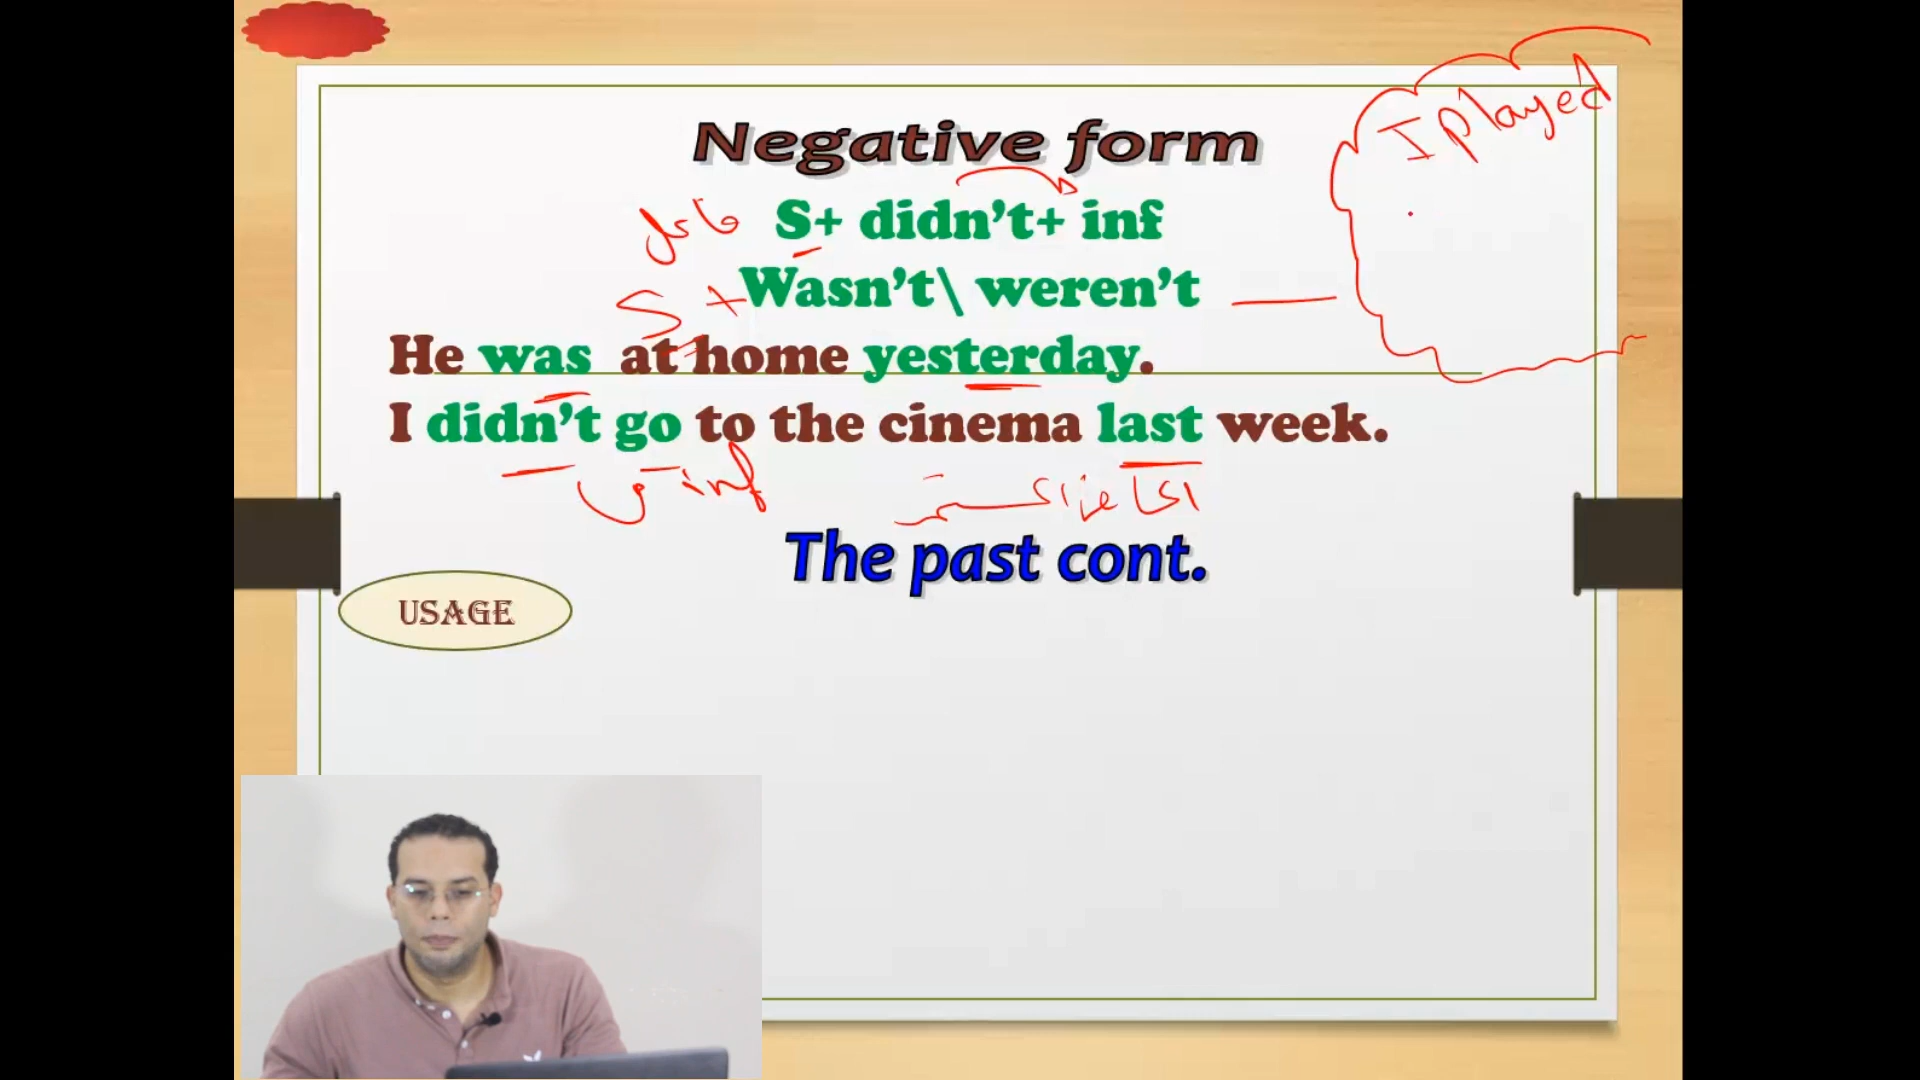 Negative form
I played
فاعل S+ didn't+ inf
S + Wasn't\ weren't
He was at home yesterday.
I didn't go to the cinema last week.
inf
The past cont.
USAGE